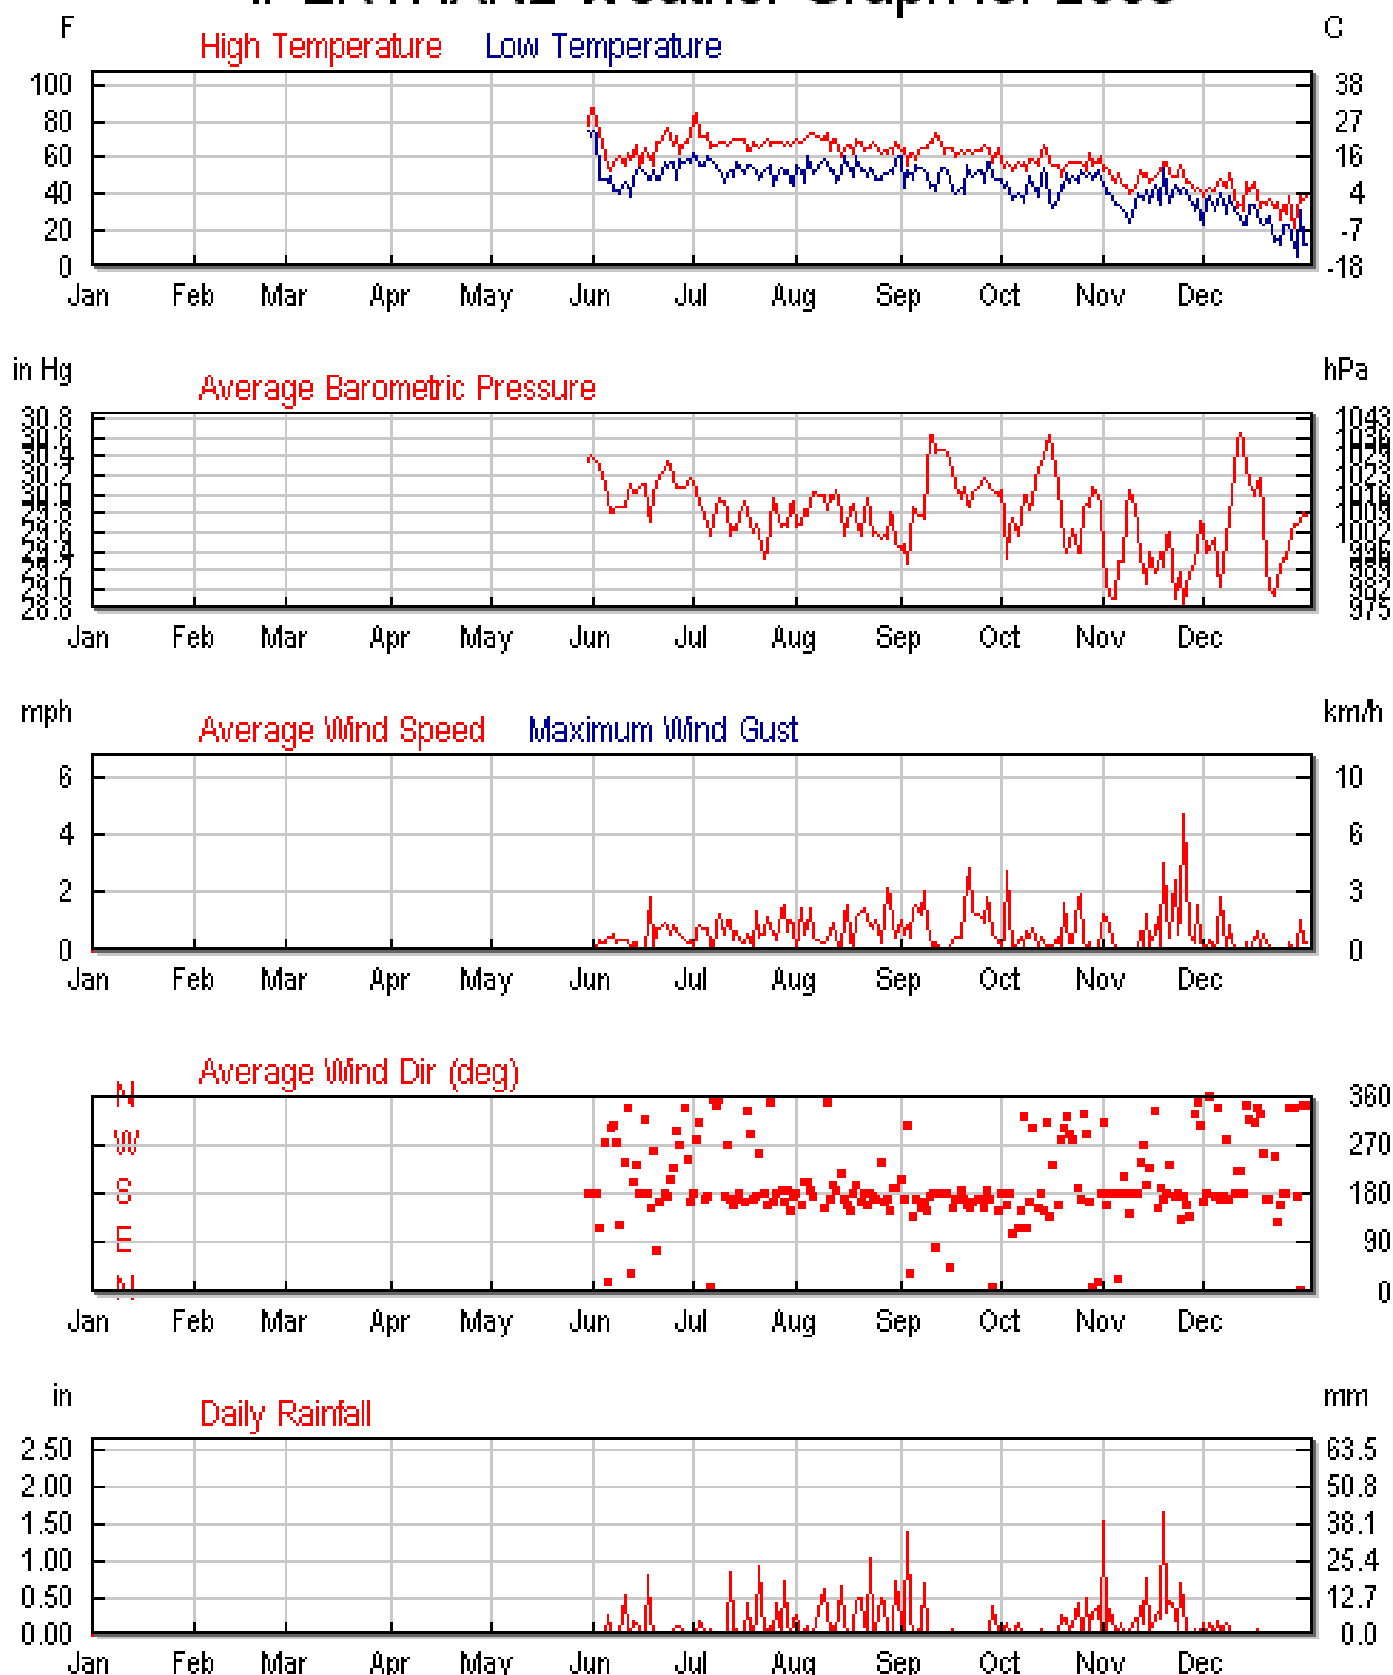 Weather Graph for
F C
High Temperature Low Temperature
100 38
80 27
60 16
40 4
20 -7
0 -18
Jan Feb Mar Apr May Jun Jul Aug Sep Oct Nov Dec
in Hg hPa
Average Barometric Pressure
30.8 1043
28.8 975
Jan Feb Mar Apr May Jun Jul Aug Sep Oct Nov Dec
mph km/h
Average Wind Speed Maximum Wind Gust
6 10
4 6
2 3
0 0
Jan Feb Mar Apr May Jun Jul Aug Sep Oct Nov Dec
Average Wind Dir (deg)
N 360
W 270
S 180
E 90
N 0
Jan Feb Mar Apr May Jun Jul Aug Sep Oct Nov Dec
in mm
Daily Rainfall
2.50 63.5
2.00 50.8
1.50 38.1
1.00 25.4
0.50 12.7
0.00 0.0
Jan Feb Mar Apr May Jun Jul Aug Sep Oct Nov Dec